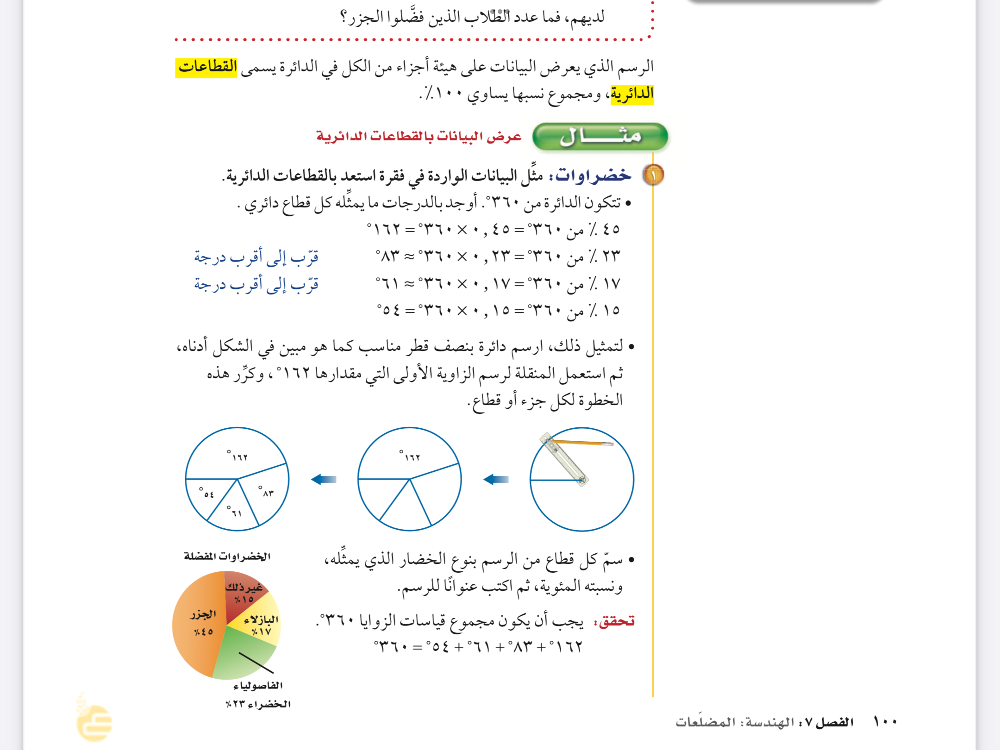 لديهم، فما عدد الطلاب الذين فضَّلوا الجزر؟
الرسم الذي يعرض البيانات على هيئة أجزاء من الكل في الدائرة يسمى القطاعات
الدائرية، ومجموع نسبها يساوي ١٠٠٪.
مثـــال
عرض البيانات بالقطاعات الدائرية
١
خضراوات: مثِّل البيانات الواردة في فقرة استعد بالقطاعات الدائرية.
• تتكون الدائرة من ٣٦٠°. أوجد بالدرجات ما يمثِّله كل قطاع دائري .
٤٥ ٪ من ٣٦٠° = ٠,٤٥ × ٣٦٠° = ١٦٢°
٢٣ ٪ من ٣٦٠° = ٠,٢٣ × ٣٦٠° ≈ ٨٣° قرّب إلى أقرب درجة
١٧ ٪ من ٣٦٠° = ٠,١٧ × ٣٦٠° ≈ ٦١° قرّب إلى أقرب درجة
١٥ ٪ من ٣٦٠° = ٠,١٥ × ٣٦٠° = ٥٤°
• لتمثيل ذلك، ارسم دائرة بنصف قطر مناسب كما هو مبين في الشكل أدناه،
ثم استعمل المنقلة لرسم الزاوية الأولى التي مقدارها ١٦٢°، وكرِّر هذه
الخطوة لكل جزء أو قطاع.
١٦٢°
١٦٢°
٨٣°
٥٤°
٦١°
• سمّ كل قطاع من الرسم بنوع الخضار الذي يمثِّله،
ونسبته المئوية، ثم اكتب عنوانًا للرسم.
تحقق: يجب أن يكون مجموع قياسات الزوايا ٣٦٠°.
١٦٢° + ٨٣° + ٦١° + ٥٤° = ٣٦٠°
الخضراوات المفضلة
غير ذلك
١٥٪
البازلاء
١٧٪
الجزر
٤٥٪
الفاصولياء
الخضراء ٢٣٪
١٠٠ الفصل ٧: الهندسة: المضلّعات